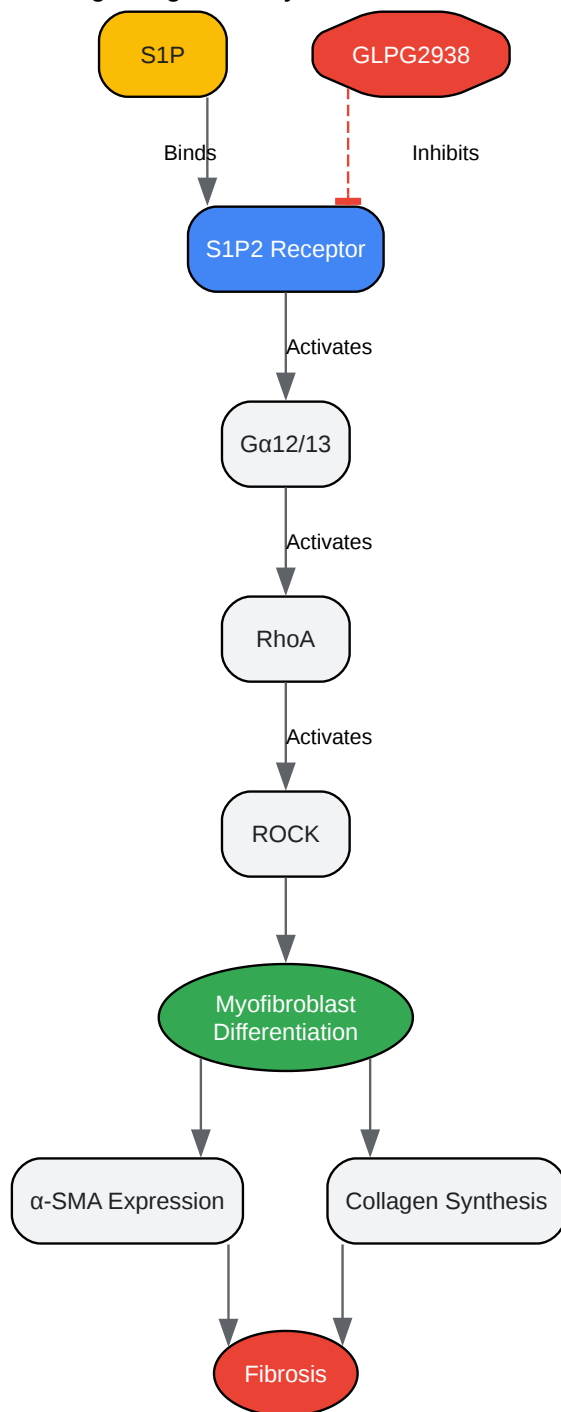 S1P
GLPG2938
Binds
Inhibits
S1P2 Receptor
Activates
Gα12/13
Activates
RhoA
Activates
ROCK
Myofibroblast
Differentiation
α-SMA Expression
Collagen Synthesis
Fibrosis